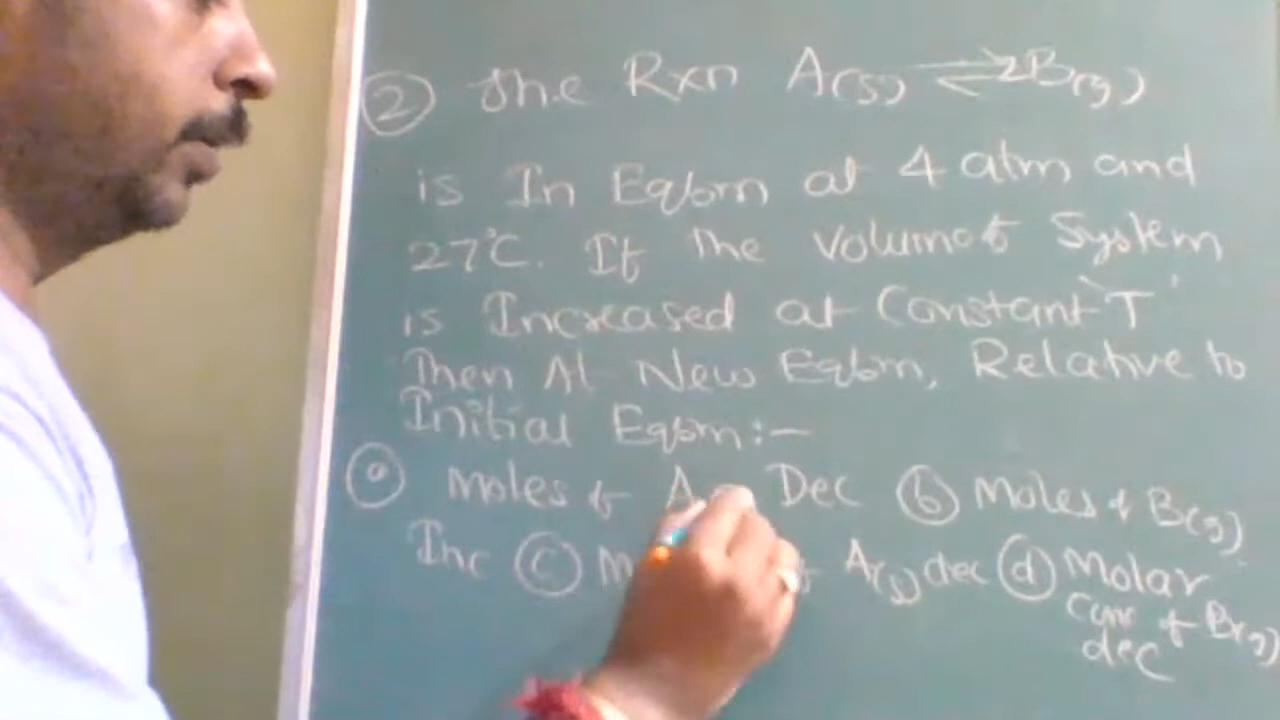 ② The Rxn A(s) ⇌ 2B(g)
is In Eqbm at 4 atm and
27°C. If the Volume of System
is Increased at Constant 'T'
Then At New Eqbm, Relative to
Initial Eqbm:-
ⓐ Moles of A Dec ⓑ Moles of B(g)
Inc ⓒ A(s) dec ⓓ Molar
Conc of B(g)
dec